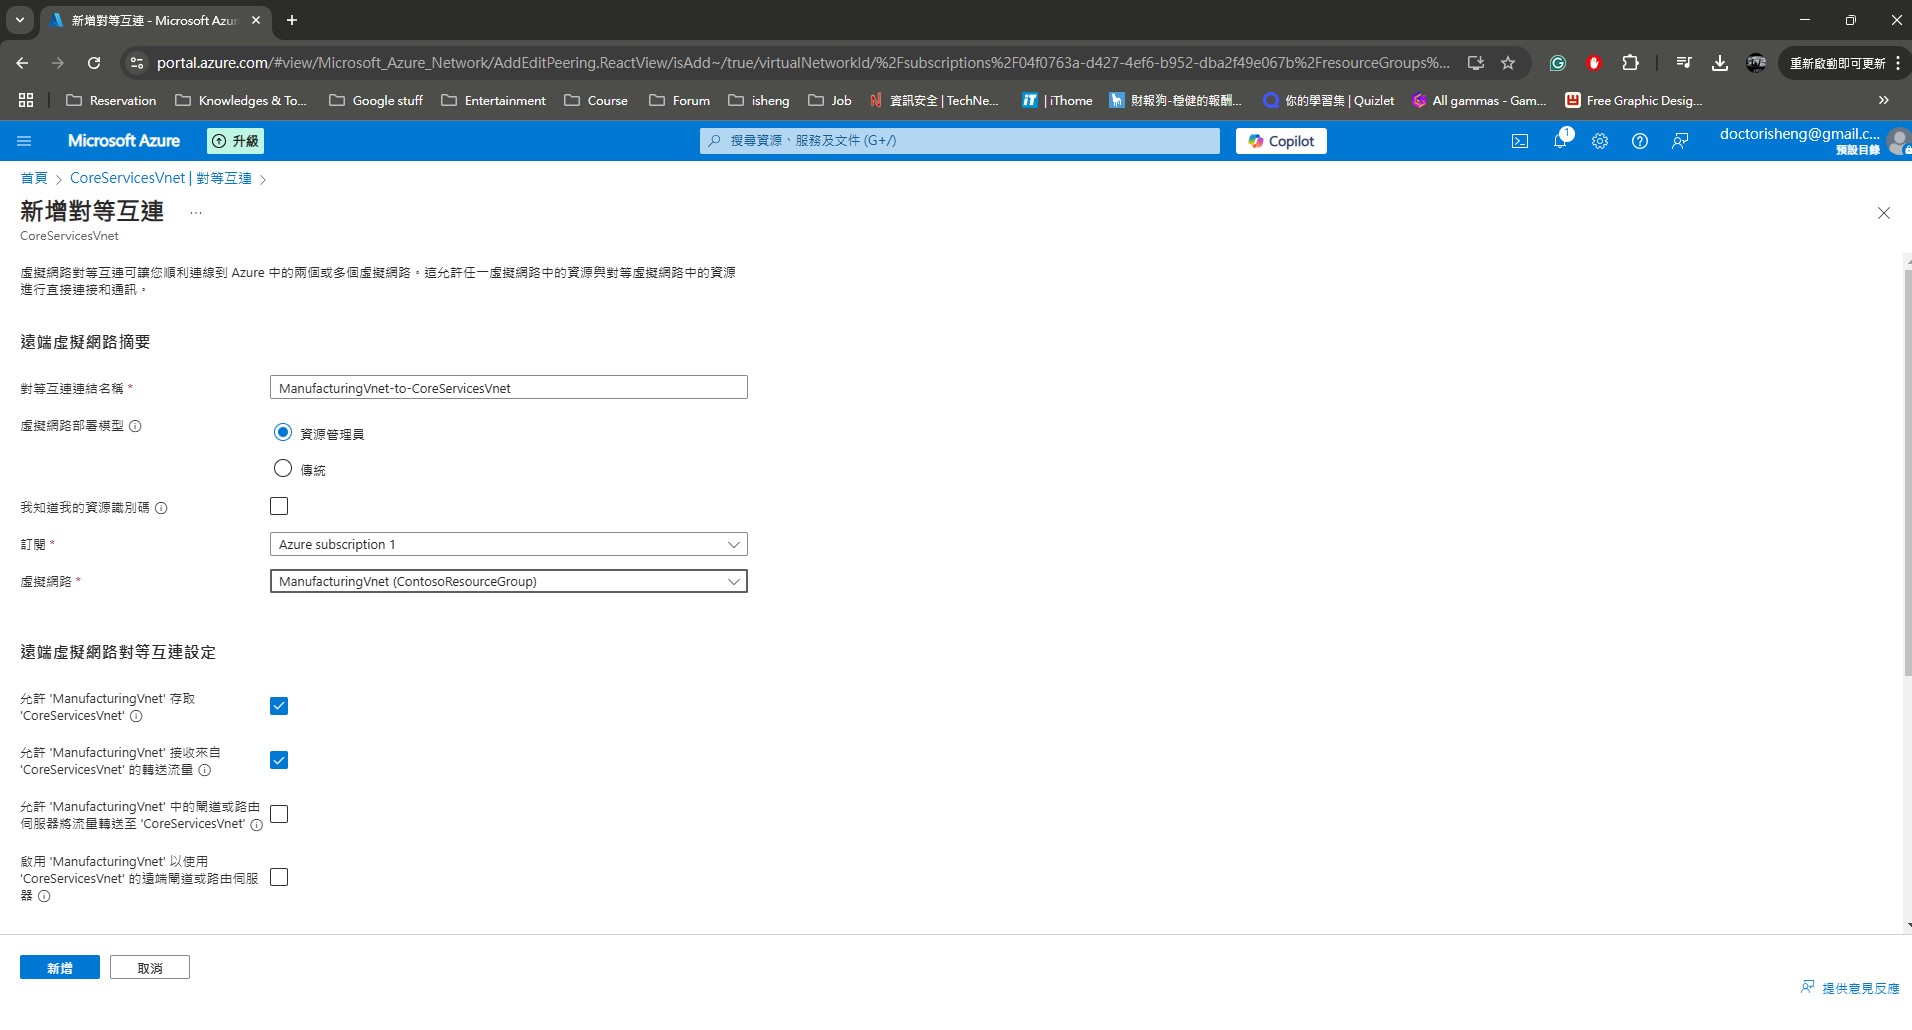 新增對等互連 - Microsoft Azu
portal.azure.com/#view/Microsoft_Azure_Network/AddEditPeering.ReactView/isAdd~/true/virtualNetworkId/%2Fsubscriptions%2F04f0763a-d427-4ef6-b952-dba2f49e067b%2FresourceGroups%...
重新啟動即可更新
Reservation
Knowledges & To...
Google stuff
Entertainment
Course
Forum
isheng
Job
資訊安全 | TechNe...
iT | iThome
財報狗-穩健的報酬...
你的學習集 | Quizlet
All gammas - Gam...
Free Graphic Desig...
Microsoft Azure
升級
搜尋資源、服務及文件 (G+/)
Copilot
1
doctorisheng@gmail.c...
預設目錄
首頁 > CoreServicesVnet | 對等互連 >
新增對等互連 ...
CoreServicesVnet
虛擬網路對等互連可讓您順利連線到 Azure 中的兩個或多個虛擬網路。這允許任一虛擬網路中的資源與對等虛擬網路中的資源
進行直接連接和通訊。
遠端虛擬網路摘要
對等互連連結名稱 *
ManufacturingVnet-to-CoreServicesVnet
虛擬網路部署模型
資源管理員
傳統
我知道我的資源識別碼
訂閱 *
Azure subscription 1
虛擬網路 *
ManufacturingVnet (ContosoResourceGroup)
遠端虛擬網路對等互連設定
允許 'ManufacturingVnet' 存取
'CoreServicesVnet'
允許 'ManufacturingVnet' 接收來自
'CoreServicesVnet' 的轉送流量
允許 'ManufacturingVnet' 中的閘道或路由
伺服器將流量轉送至 'CoreServicesVnet'
啟用 'ManufacturingVnet' 以使用
'CoreServicesVnet' 的遠端閘道或路由伺服
器
新增
取消
提供意見反應